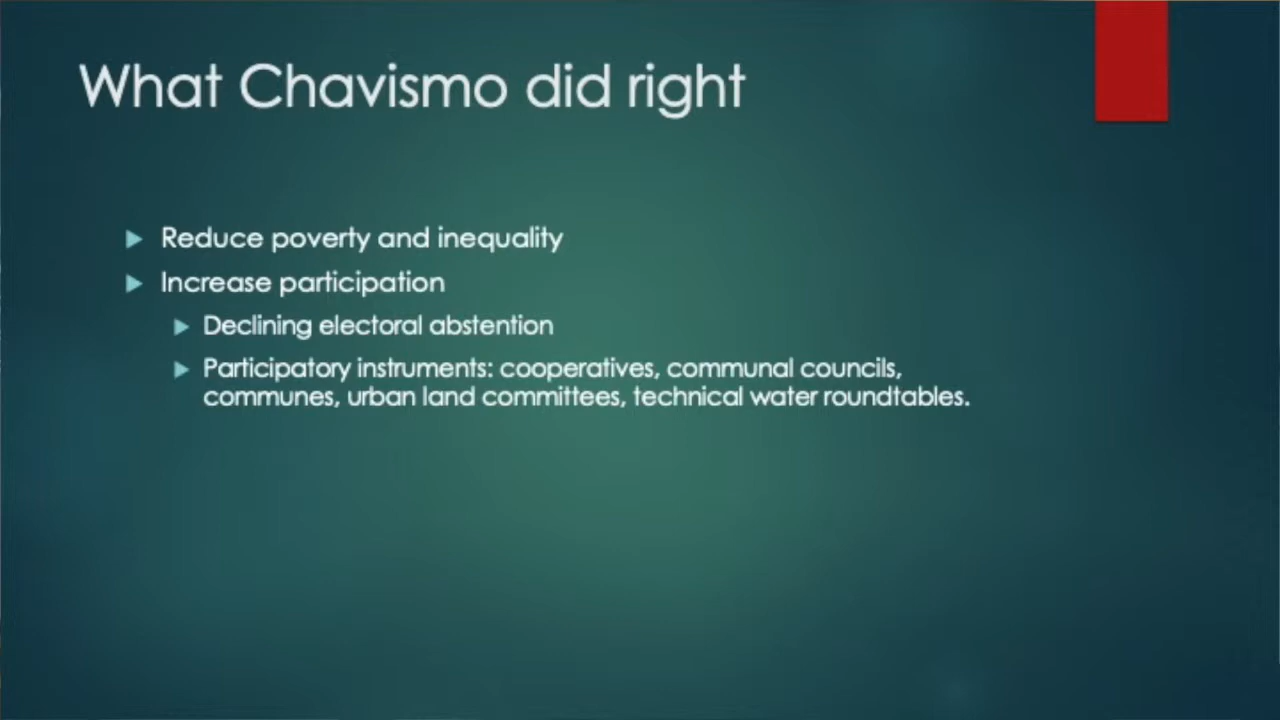 What Chavismo did right
Reduce poverty and inequality
Increase participation
Declining electoral abstention
Participatory instruments: cooperatives, communal councils,
communes, urban land committees, technical water roundtables.